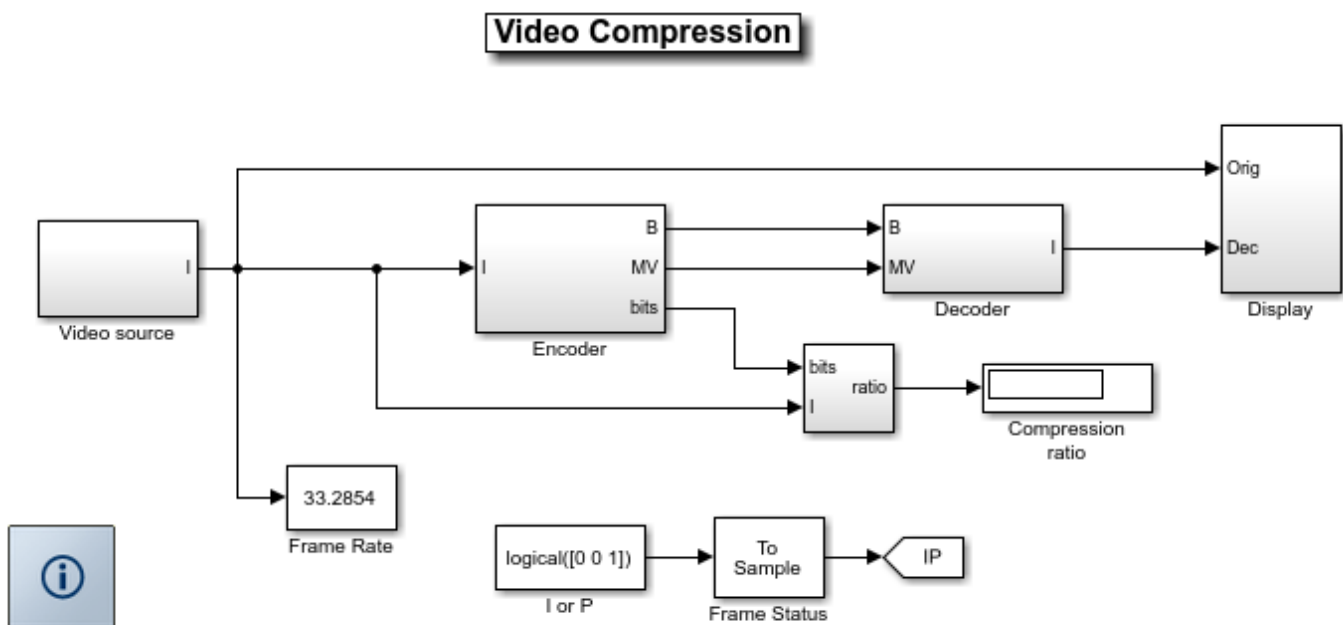 Video Compression
Orig
Dec
Display
I
Video source
I
B
MV
bits
Encoder
B
MV
I
Decoder
bits
I
ratio
Compression
ratio
33.2854
Frame Rate
logical([0 0 1])
I or P
To
Sample
Frame Status
IP
i